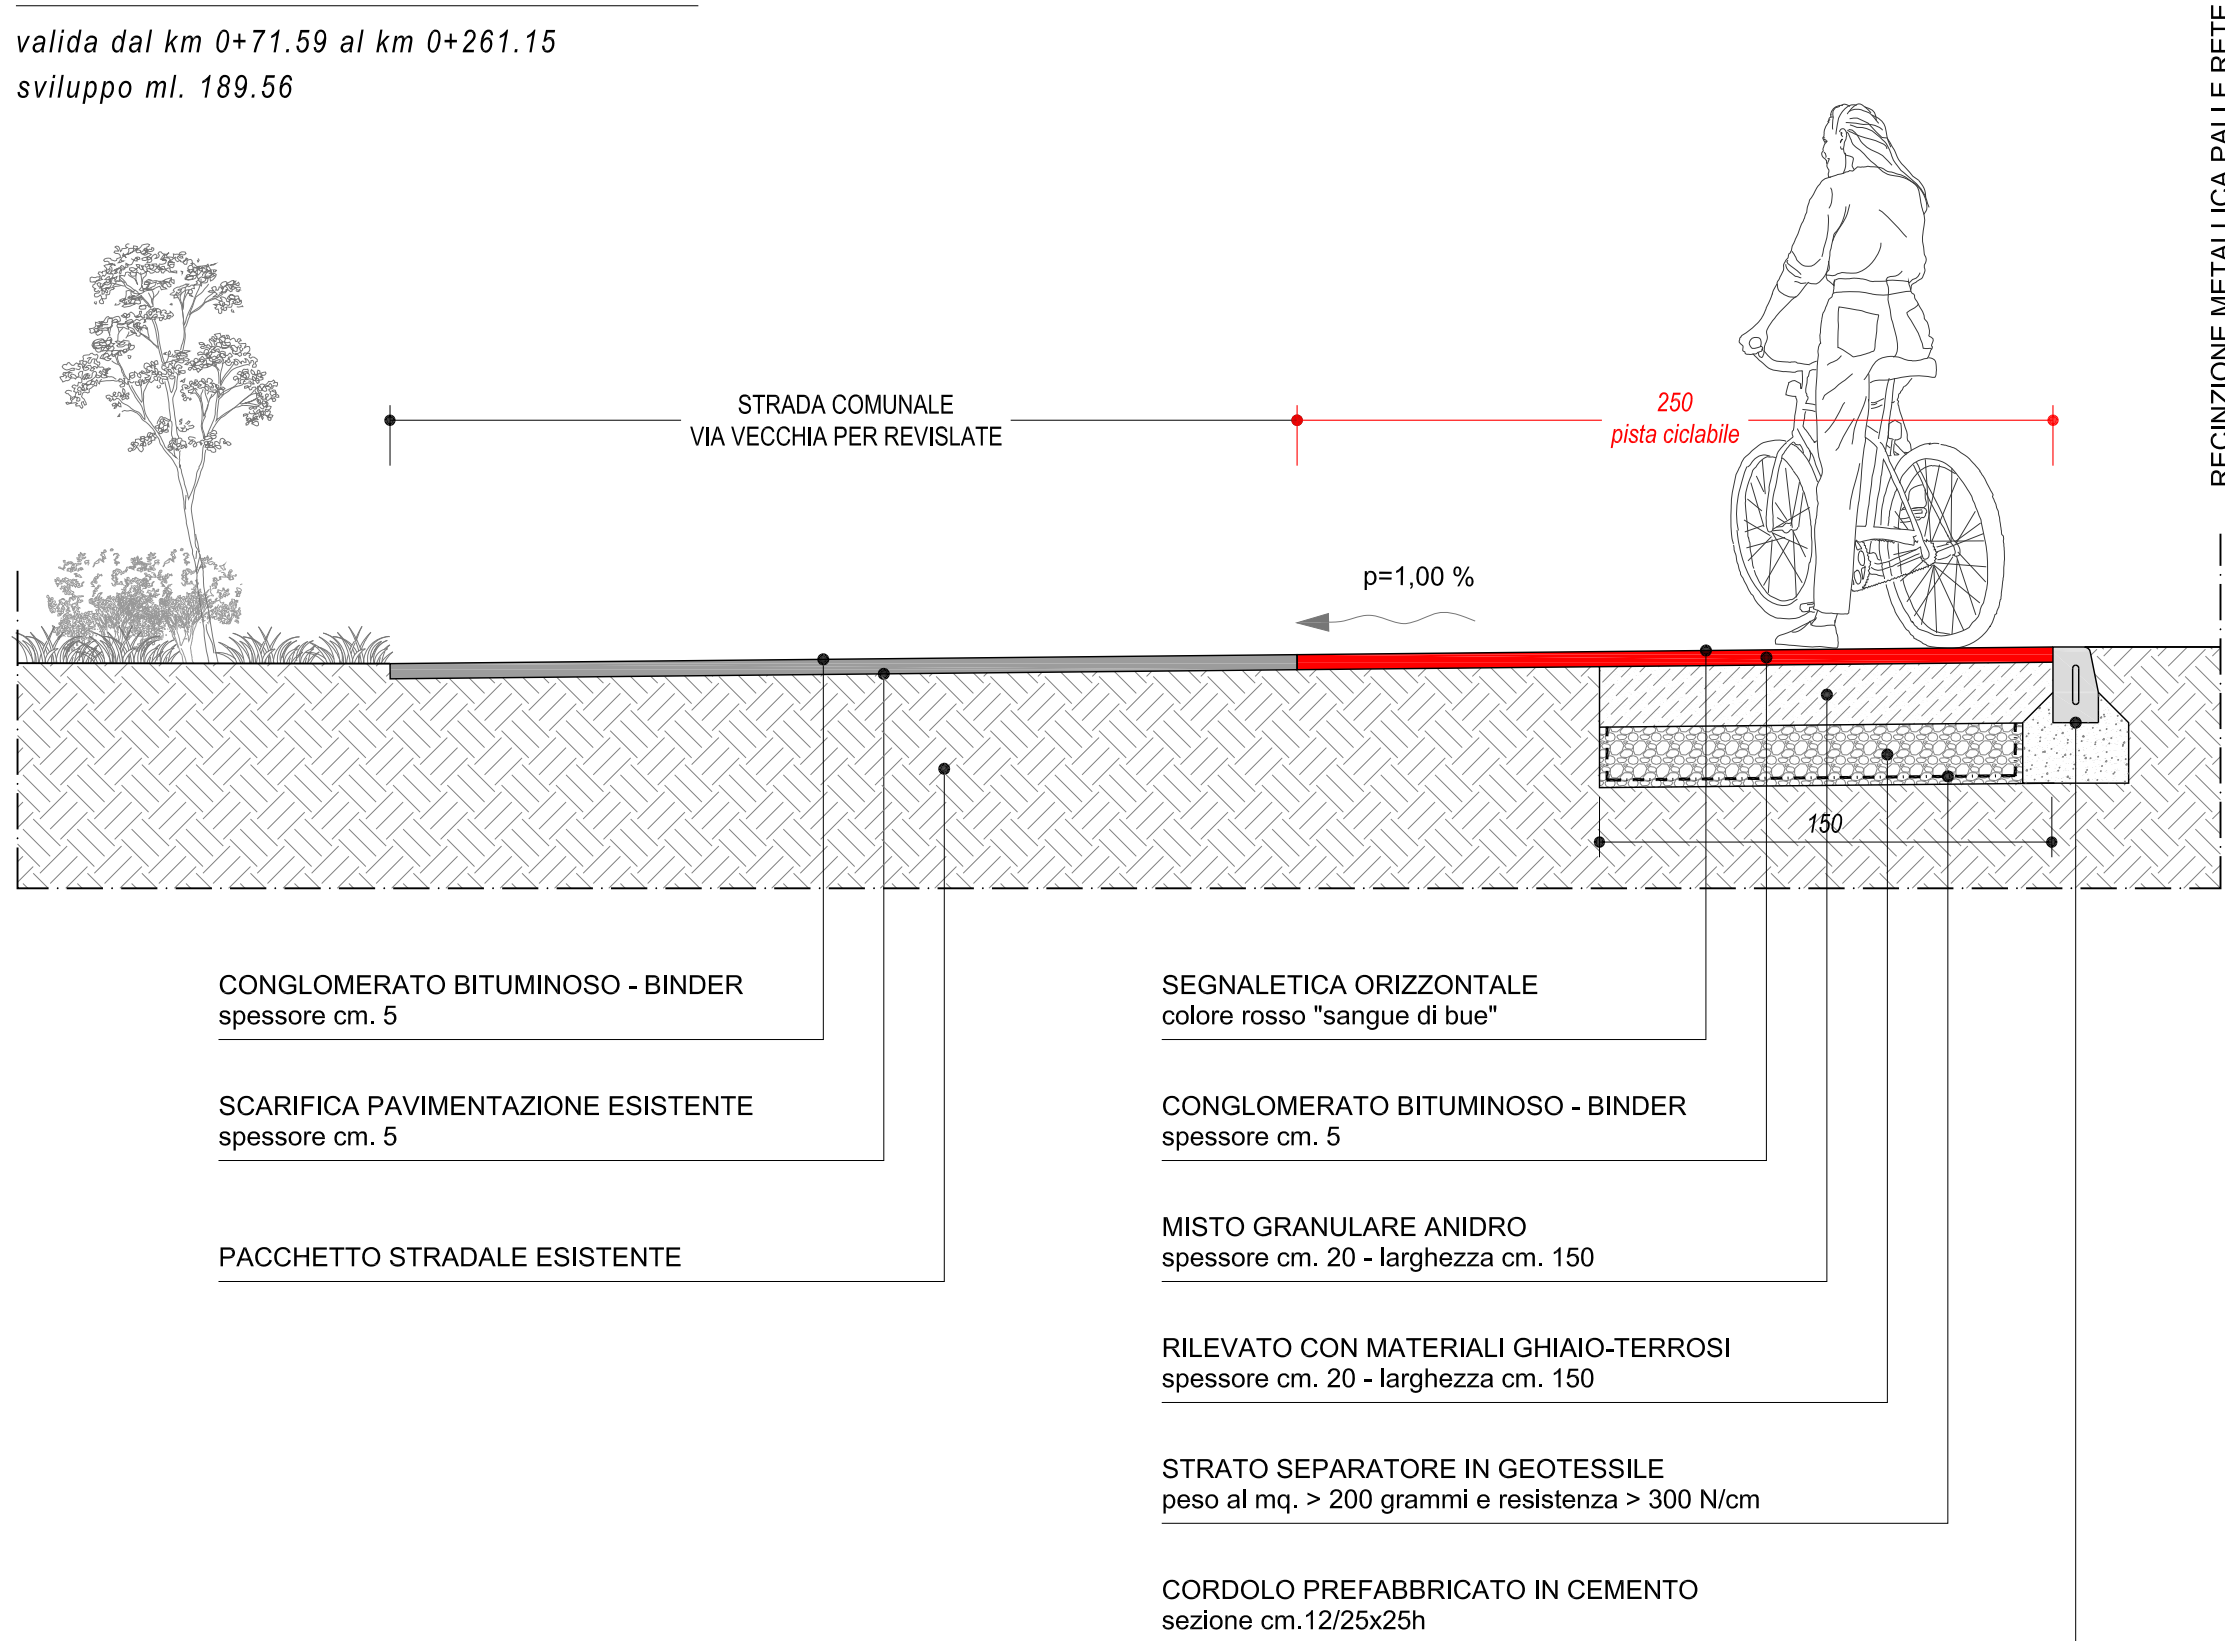 valida dal km 0+71.59 al km 0+261.15
sviluppo ml. 189.56
RECINZIONE METALLICA PALI E RETE
STRADA COMUNALE
VIA VECCHIA PER REVISLATE
250
pista ciclabile
p=1,00 %
150
CONGLOMERATO BITUMINOSO - BINDER
spessore cm. 5
SCARIFICA PAVIMENTAZIONE ESISTENTE
spessore cm. 5
PACCHETTO STRADALE ESISTENTE
SEGNALETICA ORIZZONTALE
colore rosso "sangue di bue"
CONGLOMERATO BITUMINOSO - BINDER
spessore cm. 5
MISTO GRANULARE ANIDRO
spessore cm. 20 - larghezza cm. 150
RILEVATO CON MATERIALI GHIAIO-TERROSI
spessore cm. 20 - larghezza cm. 150
STRATO SEPARATORE IN GEOTESSILE
peso al mq. > 200 grammi e resistenza > 300 N/cm
CORDOLO PREFABBRICATO IN CEMENTO
sezione cm.12/25x25h